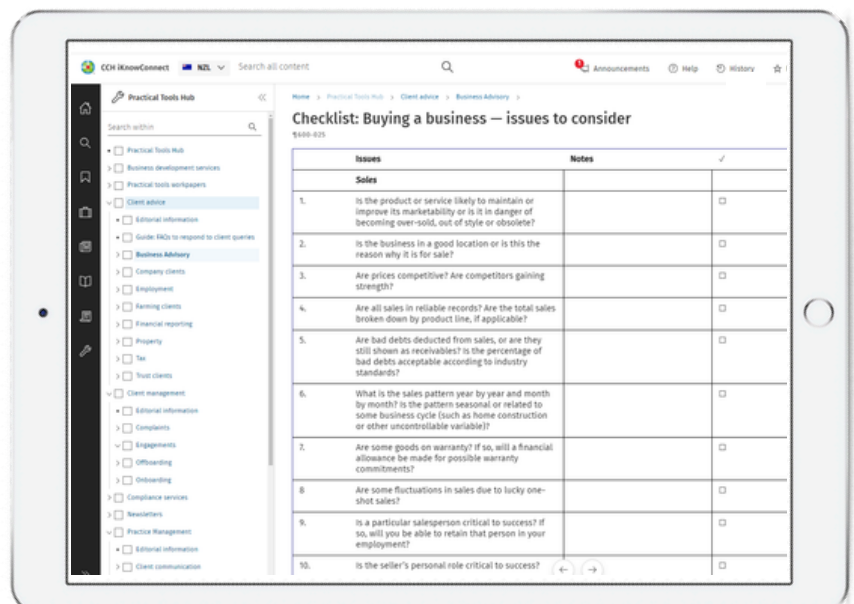 CCH iKnowConnect
NZL
Search all content
1
Announcements
Help
History
Practical Tools Hub
Search within
Practical Tools Hub
Business development services
Practical tools workpapers
Client advice
Editorial information
Guide: FAQs to respond to client queries
Business Advisory
Company clients
Employment
Farming clients
Financial reporting
Property
Tax
Trust clients
Client management
Editorial information
Complaints
Engagements
Offboarding
Onboarding
Compliance services
Newsletters
Practice Management
Editorial information
Client communication
Home > Practical Tools Hub > Client advice > Business Advisory >
Checklist: Buying a business — issues to consider
¶600-025
Issues Notes ✓
Sales
1. Is the product or service likely to maintain or
improve its marketability or is it in danger of
becoming over-sold, out of style or obsolete?
2. Is the business in a good location or is this the
reason why it is for sale?
3. Are prices competitive? Are competitors gaining
strength?
4. Are all sales in reliable records? Are the total sales
broken down by product line, if applicable?
5. Are bad debts deducted from sales, or are they
still shown as receivables? Is the percentage of
bad debts acceptable according to industry
standards?
6. What is the sales pattern year by year and month
by month? Is the pattern seasonal or related to
some business cycle (such as home construction
or other uncontrollable variable)?
7. Are some goods on warranty? If so, will a financial
allowance be made for possible warranty
commitments?
8 Are some fluctuations in sales due to lucky one-
shot sales?
9. Is a particular salesperson critical to success? If
so, will you be able to retain that person in your
employment?
10. Is the seller's personal role critical to success?